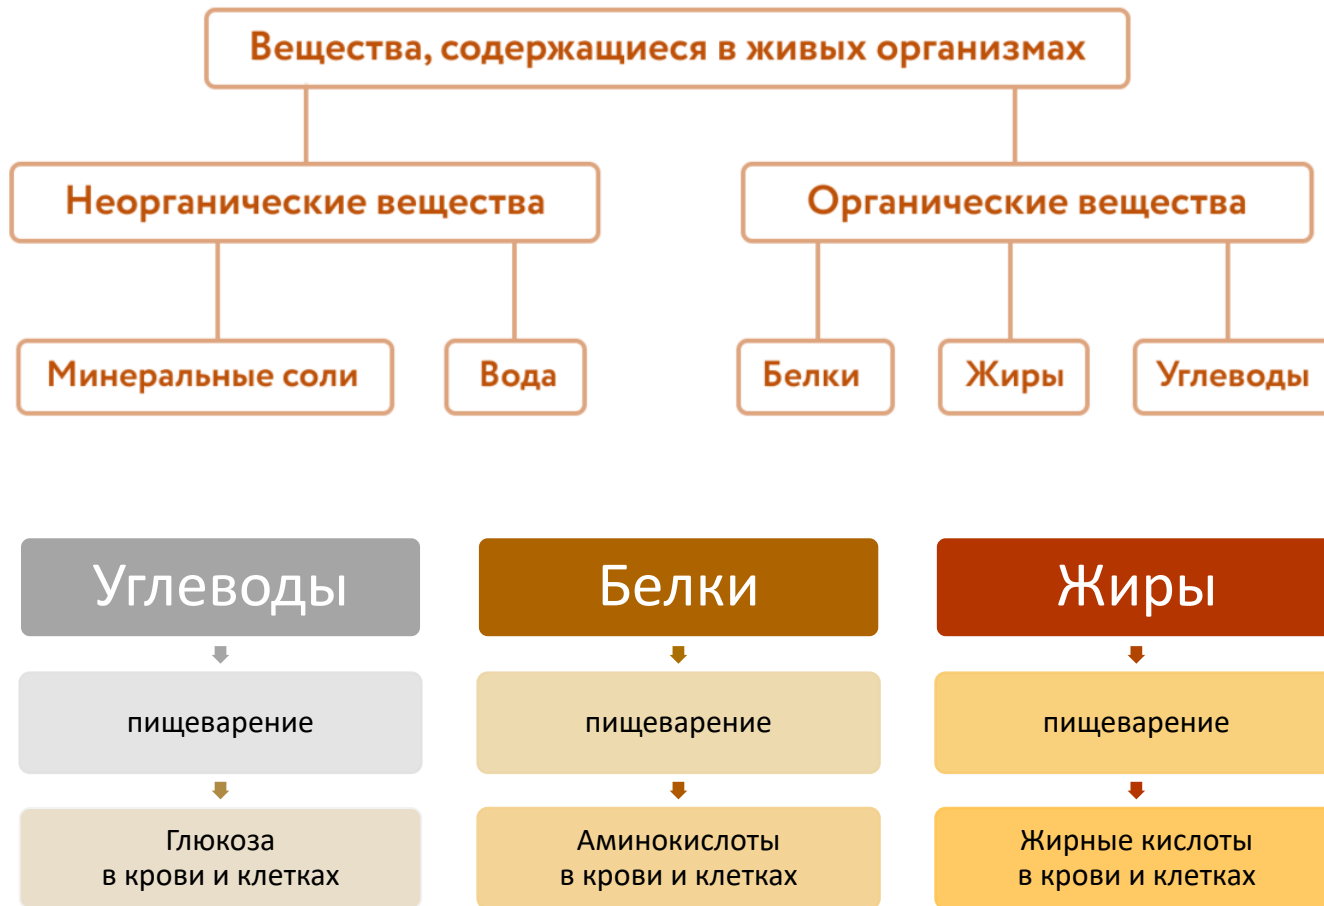 Вещества, содержащиеся в живых организмах
Неорганические вещества
Органические вещества
Минеральные соли
Вода
Белки
Жиры
Углеводы
Углеводы
Белки
Жиры
пищеварение
пищеварение
пищеварение
Глюкоза
в крови и клетках
Аминокислоты
в крови и клетках
Жирные кислоты
в крови и клетках